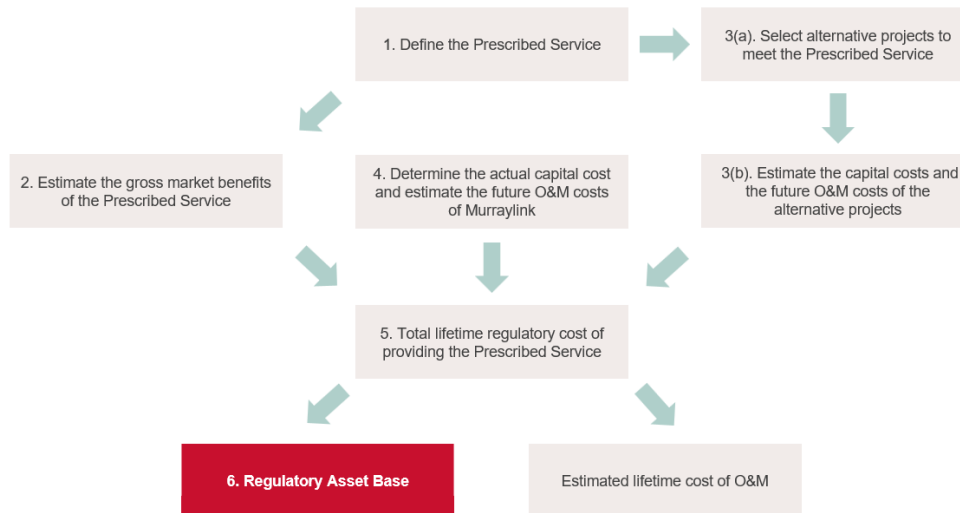 1. Define the Prescribed Service
3(a). Select alternative projects to
meet the Prescribed Service
2. Estimate the gross market benefits
of the Prescribed Service
4. Determine the actual capital cost
and estimate the future O&M costs
of Murraylink
3(b). Estimate the capital costs and
the future O&M costs of the
alternative projects
5. Total lifetime regulatory cost of
providing the Prescribed Service
6. Regulatory Asset Base
Estimated lifetime cost of O&M